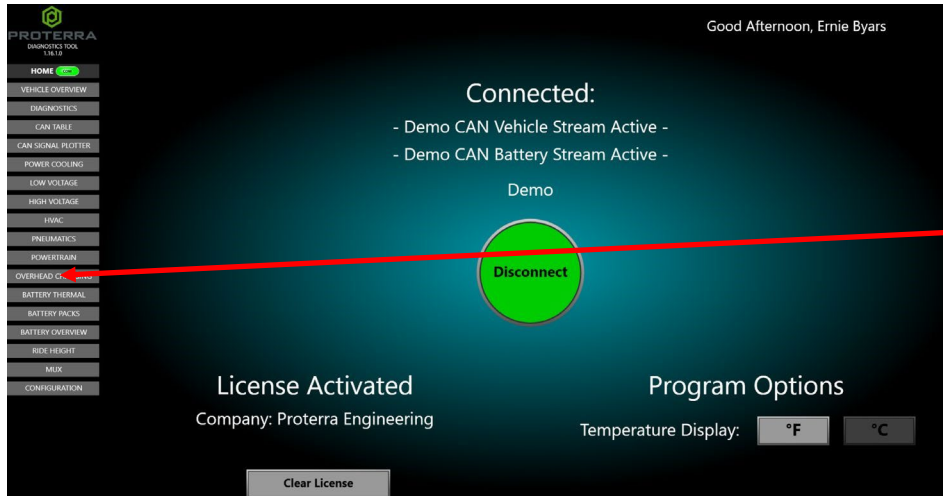 PROTERRA
DIAGNOSTICS TOOL
1.16.1.0
Good Afternoon, Ernie Byars
HOME
VEHICLE OVERVIEW
DIAGNOSTICS
CAN TABLE
CAN SIGNAL PLOTTER
POWER COOLING
LOW VOLTAGE
HIGH VOLTAGE
HVAC
PNEUMATICS
POWERTRAIN
OVERHEAD
BATTERY THERMAL
BATTERY PACKS
BATTERY OVERVIEW
RIDE HEIGHT
MUX
CONFIGURATION
Connected:
- Demo CAN Vehicle Stream Active -
- Demo CAN Battery Stream Active -
Demo
Disconnect
License Activated
Company: Proterra Engineering
Clear License
Program Options
Temperature Display: °F °C